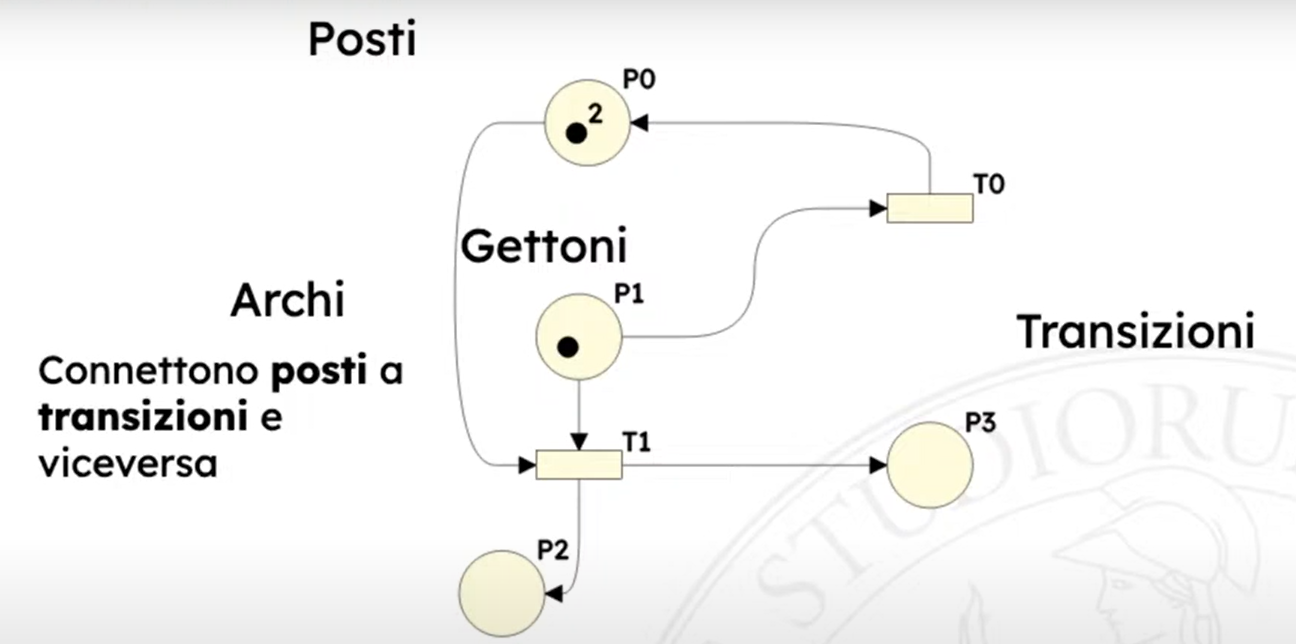 Posti
P0
2
T0
Gettoni
P1
Archi
Transizioni
Connettono posti a
transizioni e
viceversa
P3
T1
P2
STUDIORU